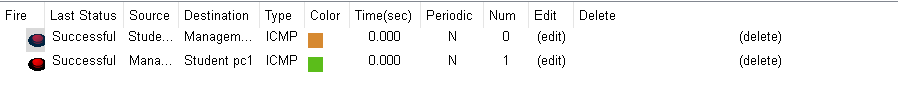 Fire Last Status Source Destination Type Color Time(sec) Periodic Num Edit Delete
Successful Stude... Managem... ICMP 0.000 N 0 (edit) (delete)
Successful Mana... Student pc1 ICMP 0.000 N 1 (edit) (delete)